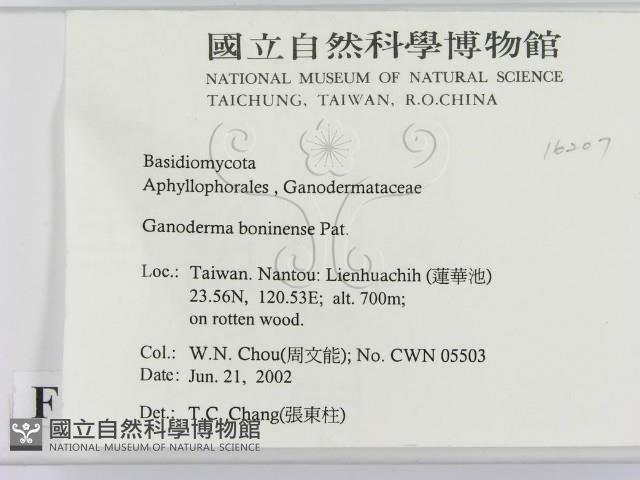 國立自然科學博物館
NATIONAL MUSEUM OF NATURAL SCIENCE
TAICHUNG, TAIWAN, R.O.CHINA
16207
Basidiomycota
Aphyllophorales , Ganodermataceae
Ganoderma boninense Pat.
Loc.: Taiwan. Nantou: Lienhuachih (蓮華池)
23.56N, 120.53E; alt. 700m;
on rotten wood.
Col.: W.N. Chou(周文能); No. CWN 05503
Date: Jun. 21, 2002
Det.: T.C. Chang(張東柱)
F
國立自然科學博物館
NATIONAL MUSEUM OF NATURAL SCIENCE